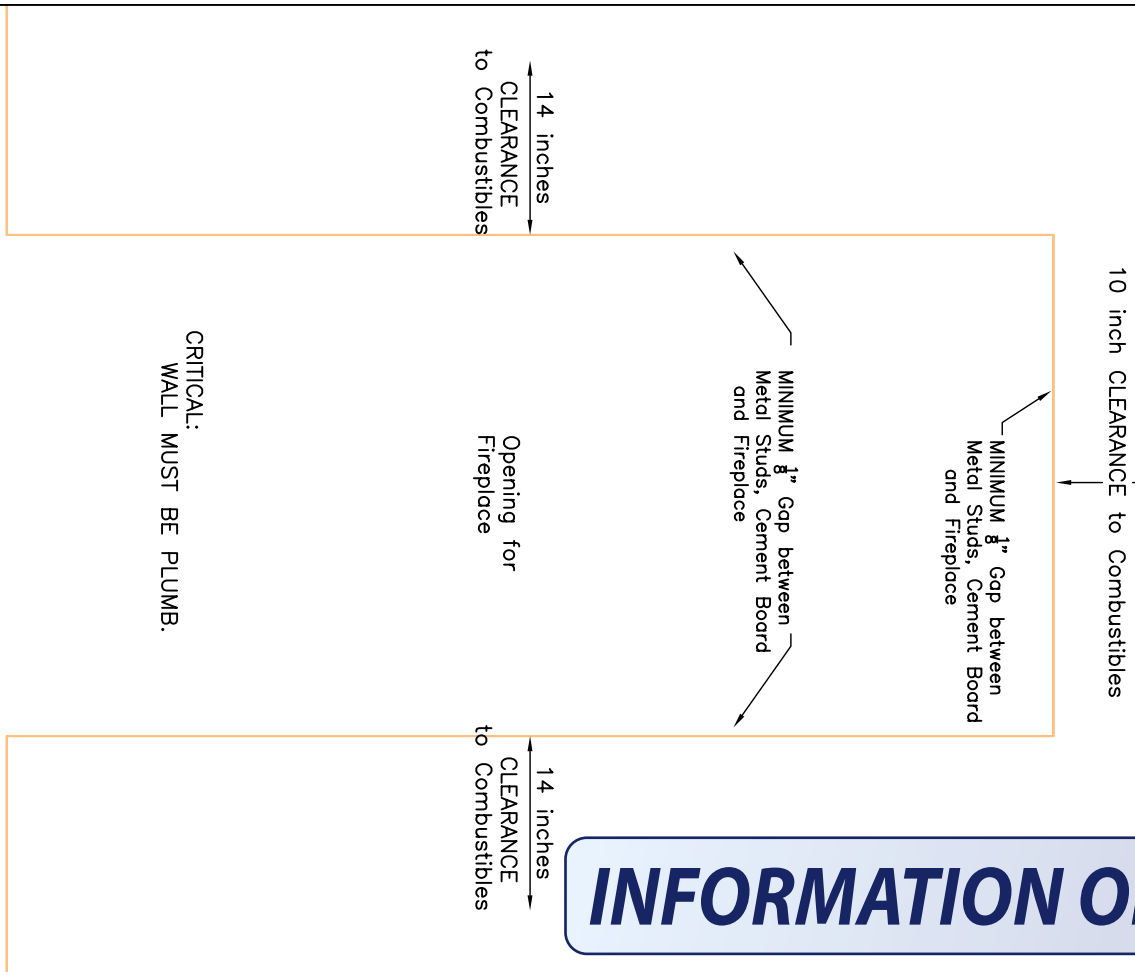 10 inch CLEARANCE to Combustibles
MINIMUM 1/8" Gap between
Metal Studs, Cement Board
and Fireplace
MINIMUM 1/8" Gap between
Metal Studs, Cement Board
and Fireplace
14 inches
CLEARANCE
to Combustibles
14 inches
CLEARANCE
to Combustibles
Opening for
Fireplace
CRITICAL:
WALL MUST BE PLUMB.
INFORMATION